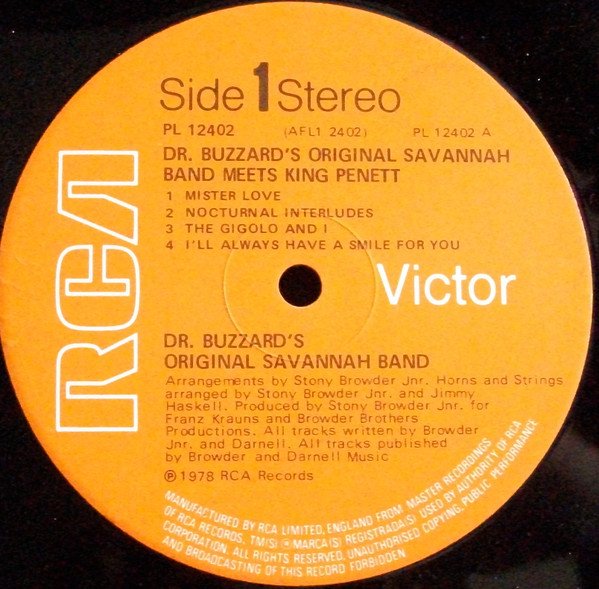 Side 1 Stereo
PL 12402 (AFL1 2402) PL 12402 A
DR. BUZZARD'S ORIGINAL SAVANNAH
BAND MEETS KING PENETT
1 MISTER LOVE
2 NOCTURNAL INTERLUDES
3 THE GIGOLO AND I
4 I'LL ALWAYS HAVE A SMILE FOR YOU
RCA
Victor
DR. BUZZARD'S
ORIGINAL SAVANNAH BAND
Arrangements by Stony Browder Jnr. Horns and Strings
arranged by Stony Browder Jnr. and Jimmy
Haskell. Produced by Stony Browder Jnr. for
Franz Krauns and Browder Brothers
Productions. All tracks written by Browder
Jnr. and Darnell. All tracks published
by Browder and Darnell Music
℗ 1978 RCA Records
MANUFACTURED BY RCA LIMITED, ENGLAND FROM MASTER RECORDINGS
OF RCA RECORDS. TM(S) ® MARCA(S) REGISTRADA(S) USED BY AUTHORITY OF RCA
CORPORATION. ALL RIGHTS RESERVED. UNAUTHORISED COPYING, PUBLIC PERFORMANCE
AND BROADCASTING OF THIS RECORD FORBIDDEN